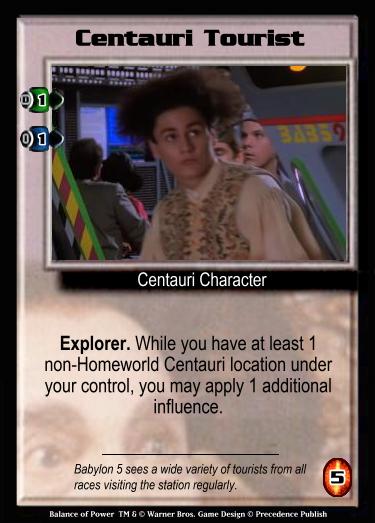 Centauri Tourist
D 1
I 1
3A359
Centauri Character
Explorer. While you have at least 1
non-Homeworld Centauri location under
your control, you may apply 1 additional
influence.
Babylon 5 sees a wide variety of tourists from all
races visiting the station regularly.
5
Balance of Power TM & © Warner Bros. Game Design © Precedence Publish